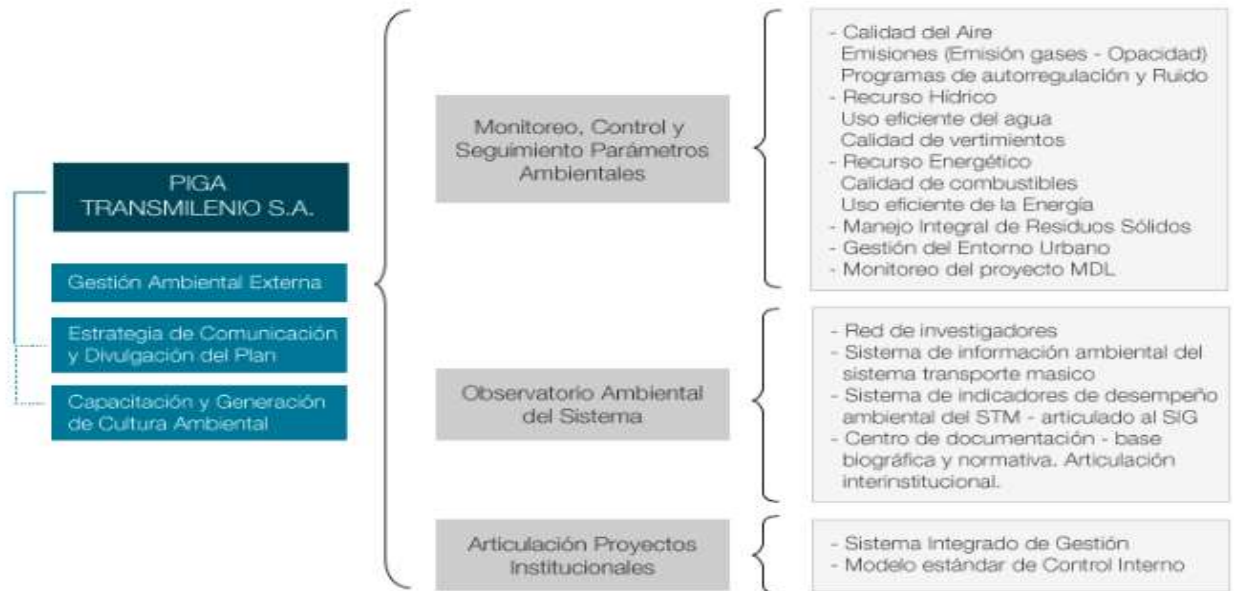 PIGA
TRANSMILENIO S.A.
Gestión Ambiental Externa
Estrategia de Comunicación
y Divulgación del Plan
Capacitación y Generación
de Cultura Ambiental
Monitoreo, Control y
Seguimiento Parámetros
Ambientales
- Calidad del Aire
Emisiones (Emisión gases - Opacidad)
Programas de autorregulación y Ruido
- Recurso Hídrico
Uso eficiente del agua
Calidad de vertimientos
- Recurso Energético
Calidad de combustibles
Uso eficiente de la Energía
- Manejo Integral de Residuos Sólidos
- Gestión del Entorno Urbano
- Monitoreo del proyecto MDL
Observatorio Ambiental
del Sistema
- Red de investigadores
- Sistema de información ambiental del
sistema transporte masico
- Sistema de indicadores de desempeño
ambiental del STM - articulado al SIG
- Centro de documentación - base
biográfica y normativa. Articulación
interinstitucional.
Articulación Proyectos
Institucionales
- Sistema Integrado de Gestión
- Modelo estándar de Control Interno